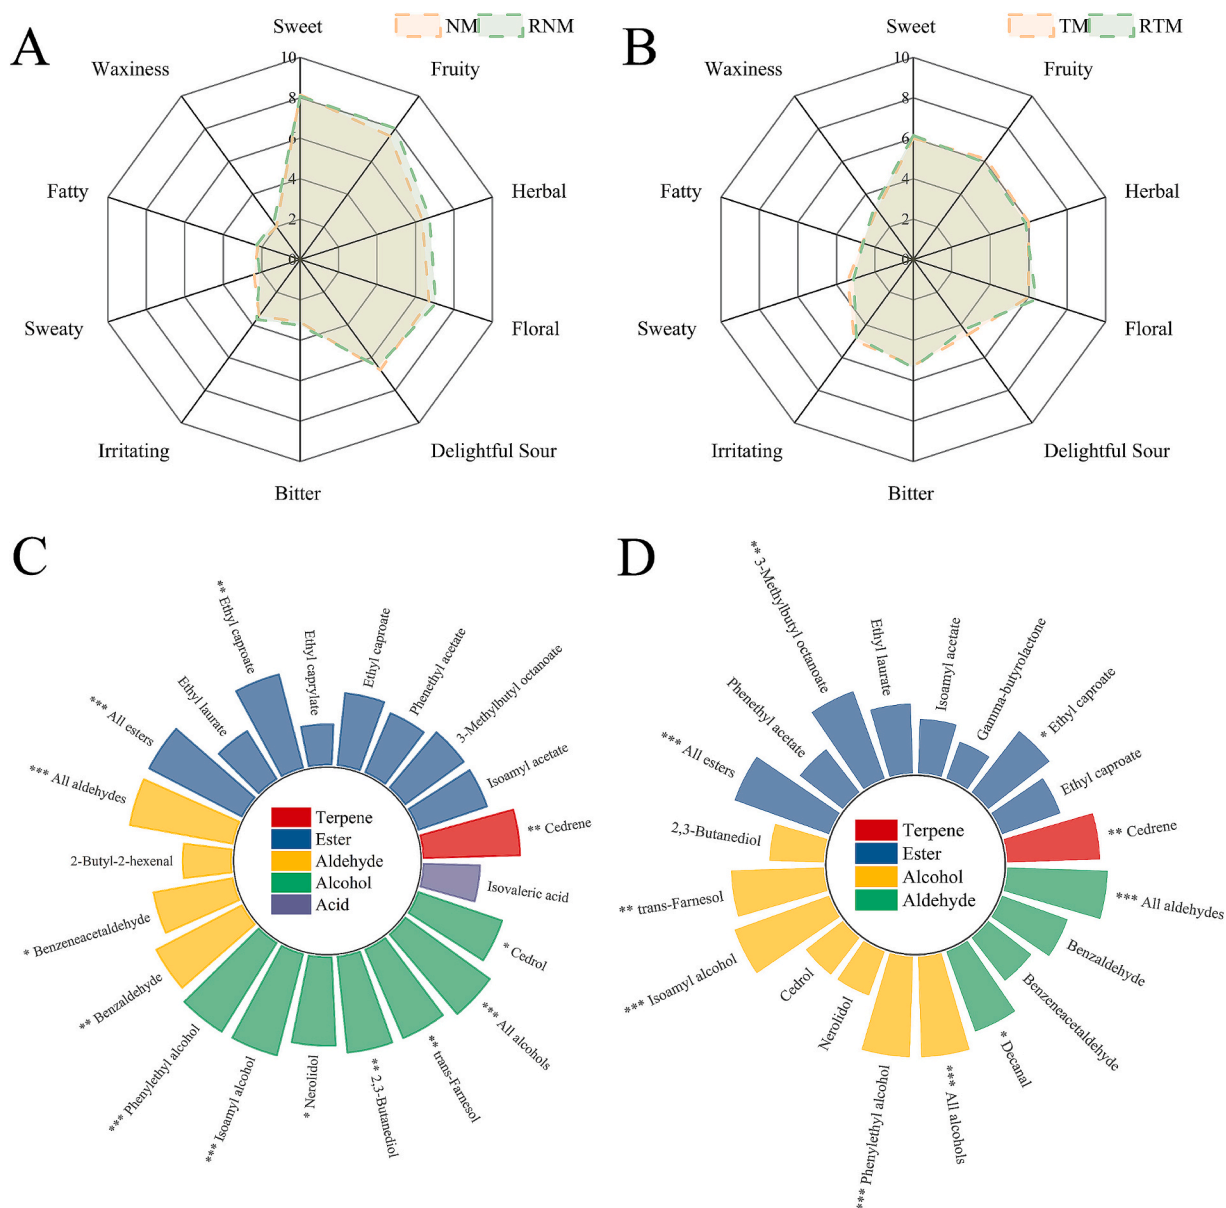 A
Sweet
NM
RNM
Waxiness
Fruity
Fatty
Herbal
Sweaty
Floral
Irritating
Delightful Sour
Bitter
10
8
6
4
2
0
B
Sweet
TM
RTM
Waxiness
Fruity
Fatty
Herbal
Sweaty
Floral
Irritating
Delightful Sour
Bitter
10
8
6
4
2
0
C
*** All aldehydes
*** All esters
Ethyl laurate
** Ethyl caproate
Ethyl caprylate
Ethyl caproate
Phenethyl acetate
3-Methylbutyl octanoate
Isoamyl acetate
** Cedrene
Isovaleric acid
* Cedrol
*** All alcohols
** trans-Farnesol
** 2,3-Butanediol
* Nerolidol
*** Isoamyl alcohol
*** Phenylethyl alcohol
** Benzaldehyde
* Benzeneacetaldehyde
2-Butyl-2-hexenal
Terpene
Ester
Aldehyde
Alcohol
Acid
D
2,3-Butanediol
*** All esters
Phenethyl acetate
** 3-Methylbutyl octanoate
Ethyl laurate
Isoamyl acetate
Gamma-butyrolactone
* Ethyl caproate
Ethyl caproate
** Cedrene
*** All aldehydes
Benzaldehyde
Benzeneacetaldehyde
* Decanal
*** All alcohols
*** Phenylethyl alcohol
Nerolidol
Cedrol
*** Isoamyl alcohol
** trans-Farnesol
Terpene
Ester
Alcohol
Aldehyde